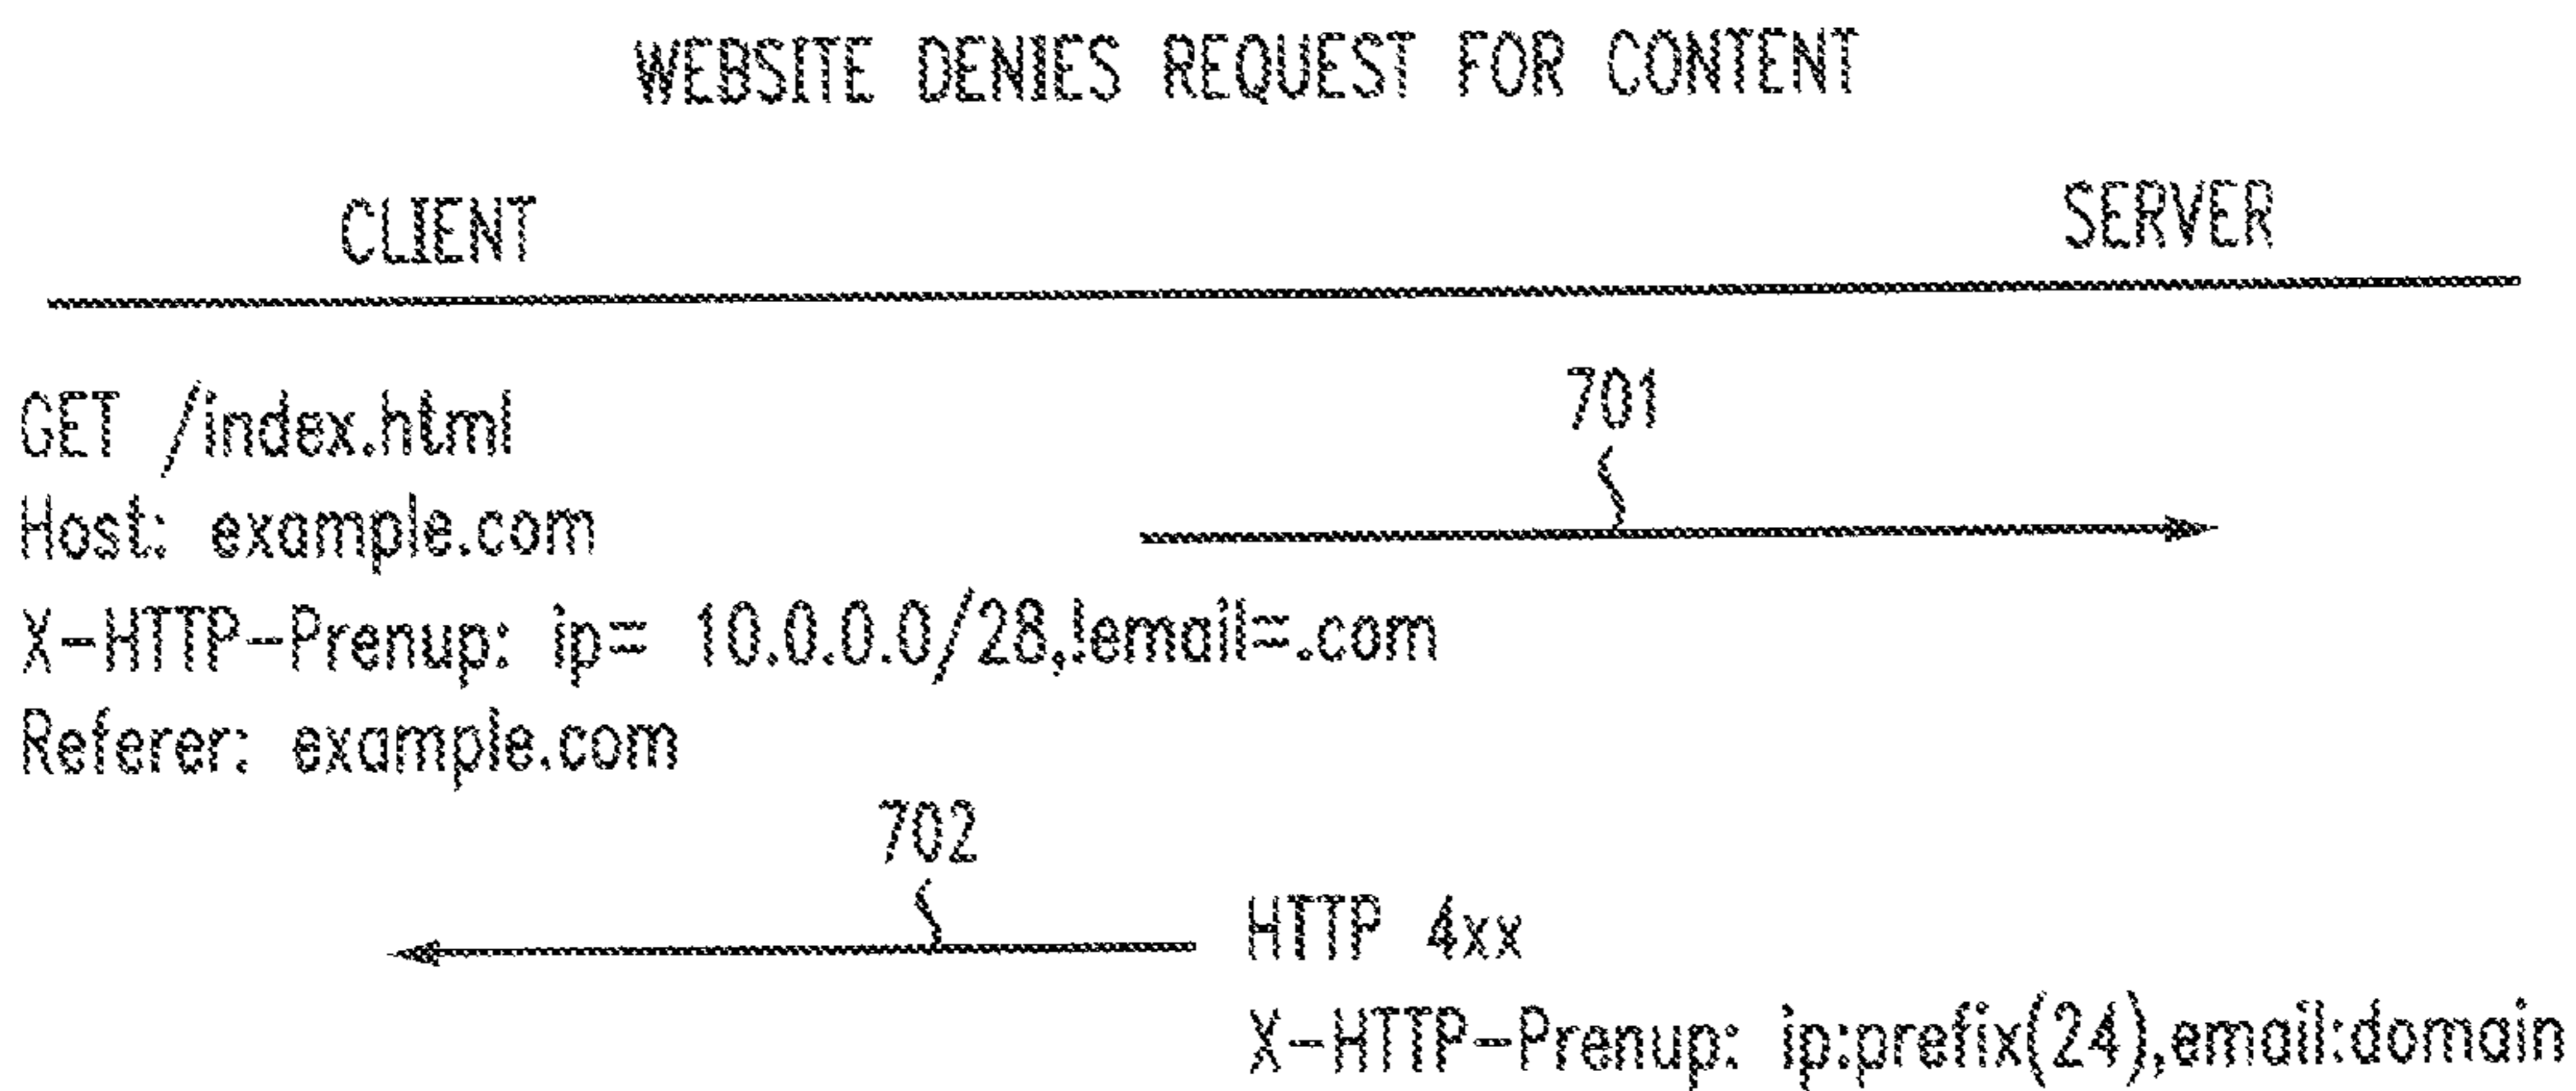 WEBSITE DENIES REQUEST FOR CONTENT
CLIENT
SERVER
GET /index.html
701
Host: example.com
X-HTTP-Prenup: ip= 10.0.0.0/28,!email=.com
Referer: example.com
702
HTTP 4xx
X-HTTP-Prenup: ip:prefix(24),email:domain